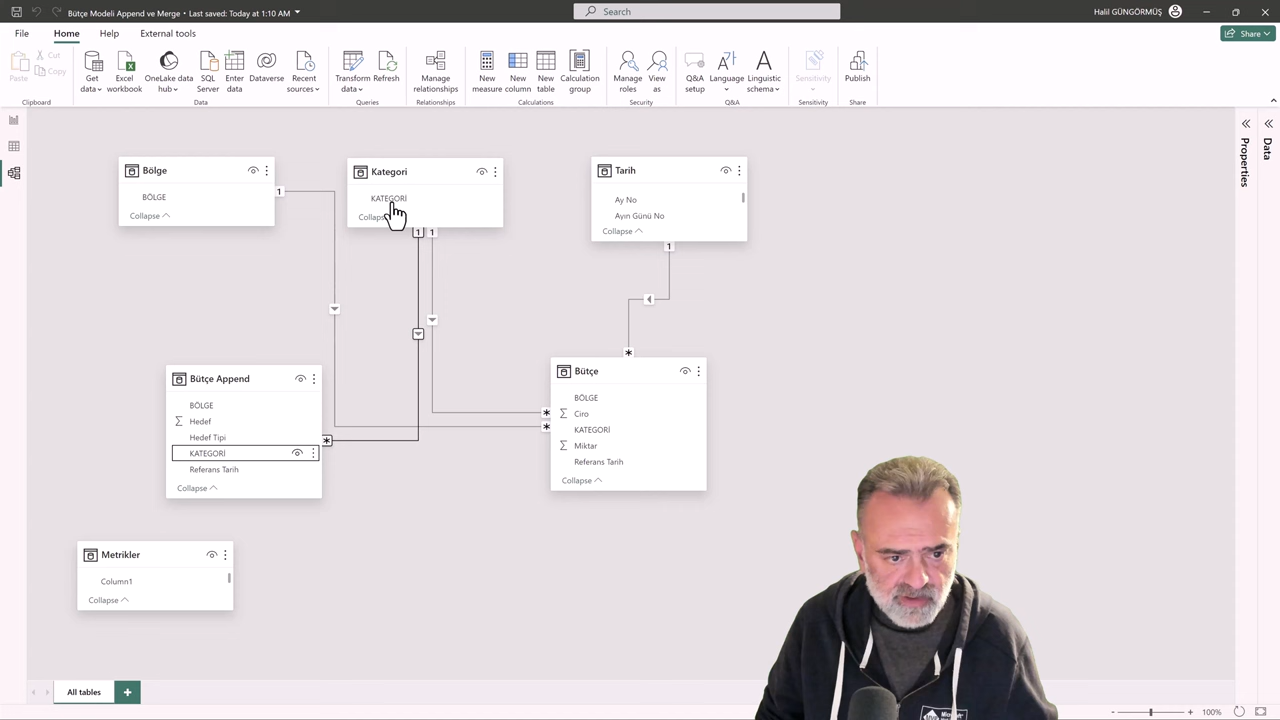 Bütçe Modeli Append ve Merge • Last saved: Today at 1:10 AM
Search
Halil GÜNGÖRMÜŞ
File Home Help External tools
Share
Paste
Cut
Copy
Get data
Excel workbook
OneLake data hub
SQL Server
Enter data
Dataverse
Recent sources
Transform data
Refresh
Manage relationships
New measure
New column
New table
Calculation group
Manage roles
View as
Q&A setup
Language
Linguistic schema
Sensitivity
Publish
Clipboard
Data
Queries
Relationships
Calculations
Security
Q&A
Sensitivity
Share
Bölge
BÖLGE
Collapse
1
Kategori
KATEGORİ
1
1
Tarih
Ay No
Ayın Günü No
Collapse
1
Bütçe Append
BÖLGE
Hedef
Hedef Tipi
KATEGORİ
Referans Tarih
Collapse
Bütçe
BÖLGE
Ciro
KATEGORİ
Miktar
Referans Tarih
Collapse
Metrikler
Column1
Collapse
Properties
Data
All tables
100%